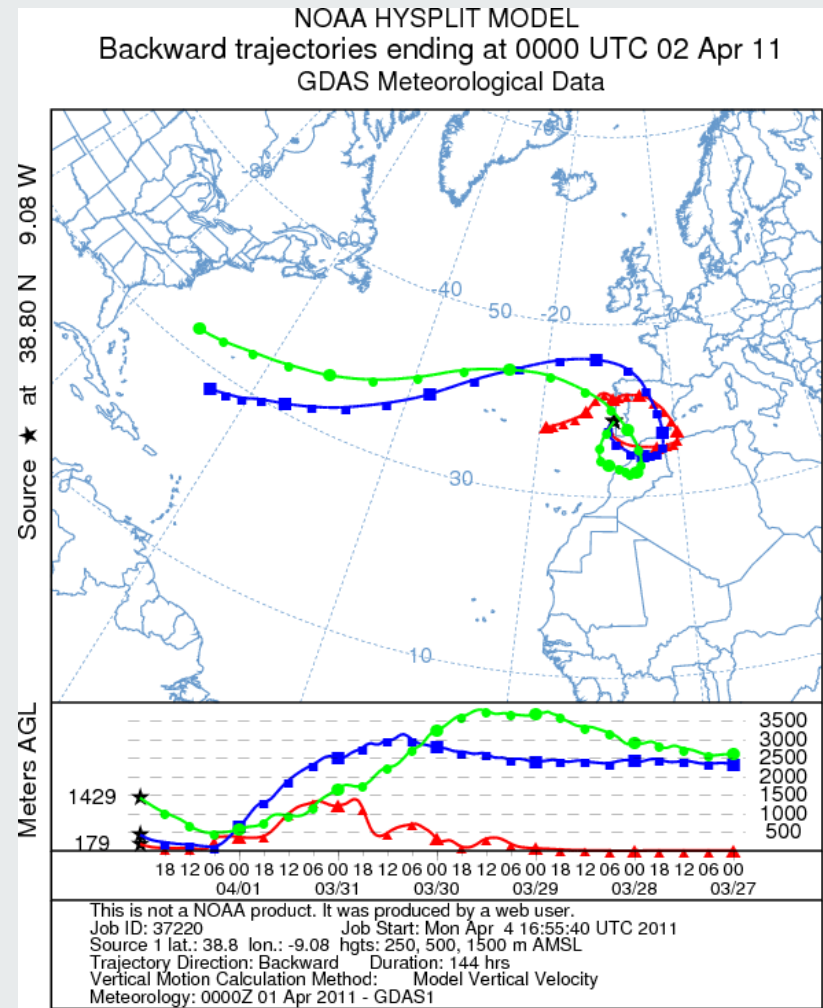 NOAA HYSPLIT MODEL
Backward trajectories ending at 0000 UTC 02 Apr 11
GDAS Meteorological Data
Source ★ at 38.80 N 9.08 W
70
-80
-60
-40
50
-20
0
20
30
10
Meters AGL
1429
179
3500
3000
2500
2000
1500
1000
500
18 12 06 00 18 12 06 00 18 12 06 00 18 12 06 00 18 12 06 00 18 12 06 00
04/01 03/31 03/30 03/29 03/28 03/27
This is not a NOAA product. It was produced by a web user.
Job ID: 37220 Job Start: Mon Apr 4 16:55:40 UTC 2011
Source 1 lat.: 38.8 lon.: -9.08 hgts: 250, 500, 1500 m AMSL
Trajectory Direction: Backward Duration: 144 hrs
Vertical Motion Calculation Method: Model Vertical Velocity
Meteorology: 0000Z 01 Apr 2011 - GDAS1